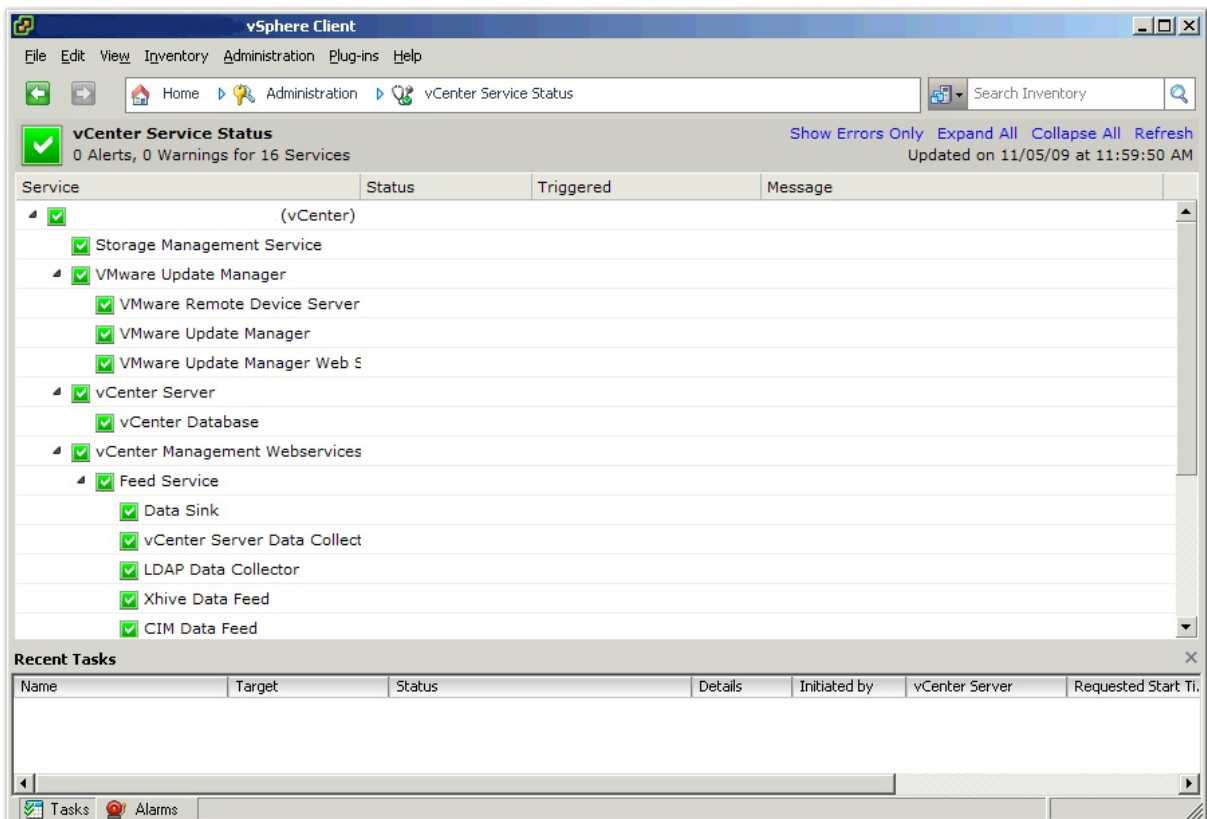 vSphere Client
File Edit View Inventory Administration Plug-ins Help
Home Administration vCenter Service Status Search Inventory
vCenter Service Status Show Errors Only Expand All Collapse All Refresh
0 Alerts, 0 Warnings for 16 Services Updated on 11/05/09 at 11:59:50 AM
Service Status Triggered Message
(vCenter)
Storage Management Service
VMware Update Manager
VMware Remote Device Server
VMware Update Manager
VMware Update Manager Web S
vCenter Server
vCenter Database
vCenter Management Webservices
Feed Service
Data Sink
vCenter Server Data Collect
LDAP Data Collector
Xhive Data Feed
CIM Data Feed
Recent Tasks
Name Target Status Details Initiated by vCenter Server Requested Start Ti.
Tasks Alarms